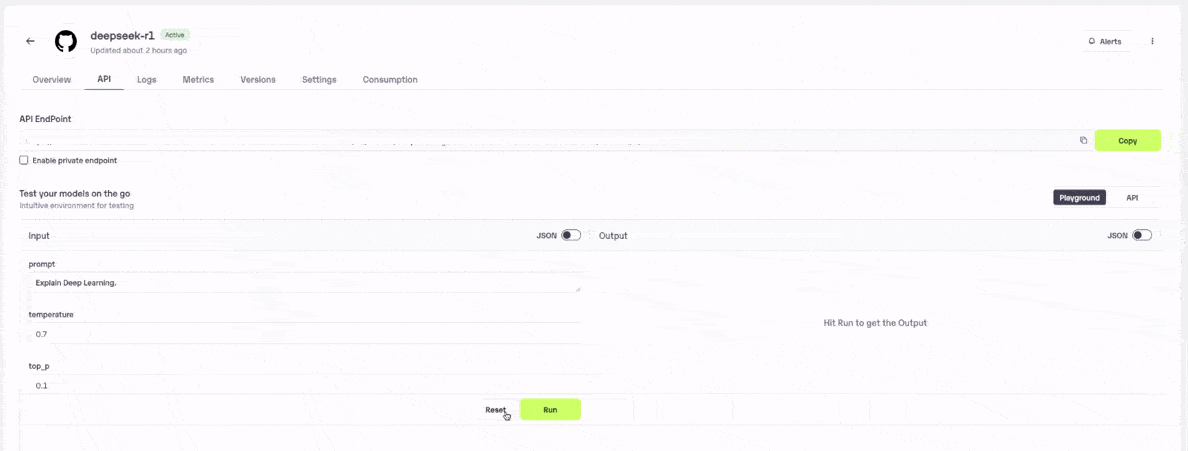 deepseek-r1 Active
Updated about 2 hours ago
Alerts
Overview API Logs Metrics Versions Settings Consumption
API EndPoint
Copy
Enable private endpoint
Test your models on the go
Intuitive environment for testing
Playground API
Input JSON Output JSON
prompt
Explain Deep Learning.
Hit Run to get the Output
temperature
0.7
top_p
0.1
Reset Run